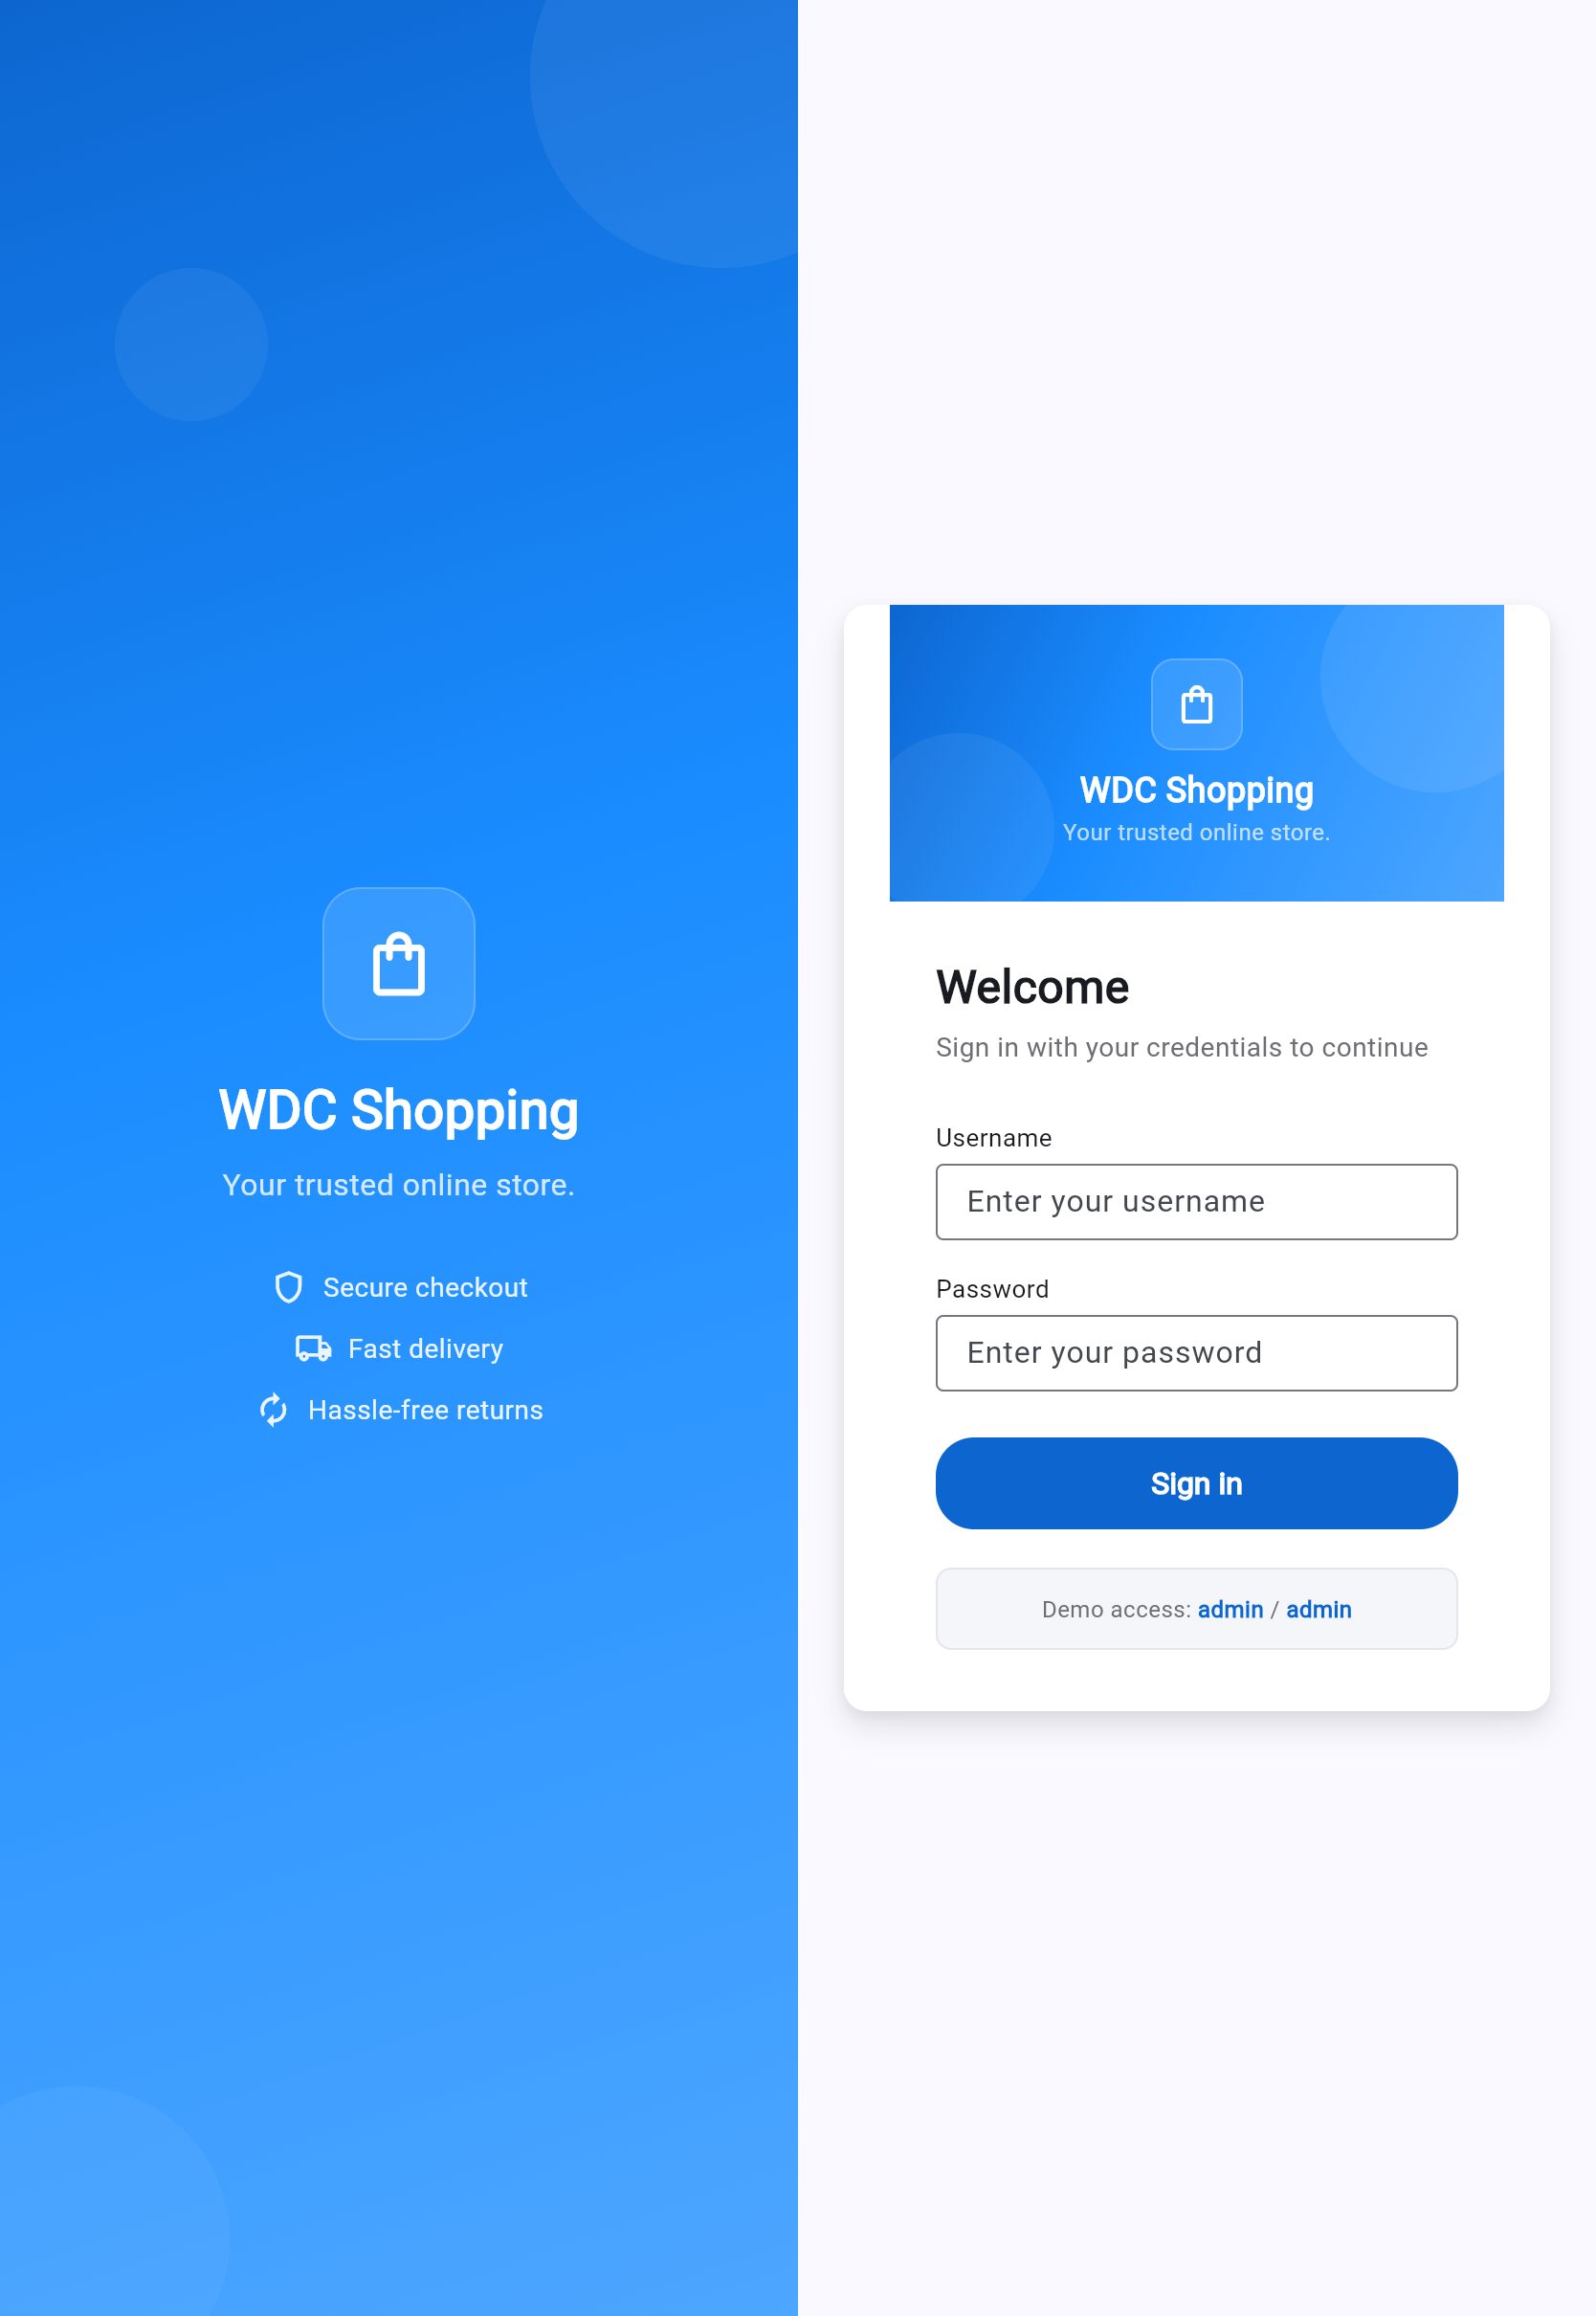 WDC Shopping
Your trusted online store.
Secure checkout
Fast delivery
Hassle-free returns
WDC Shopping
Your trusted online store.
Welcome
Sign in with your credentials to continue
Username
Enter your username
Password
Enter your password
Sign in
Demo access: admin / admin